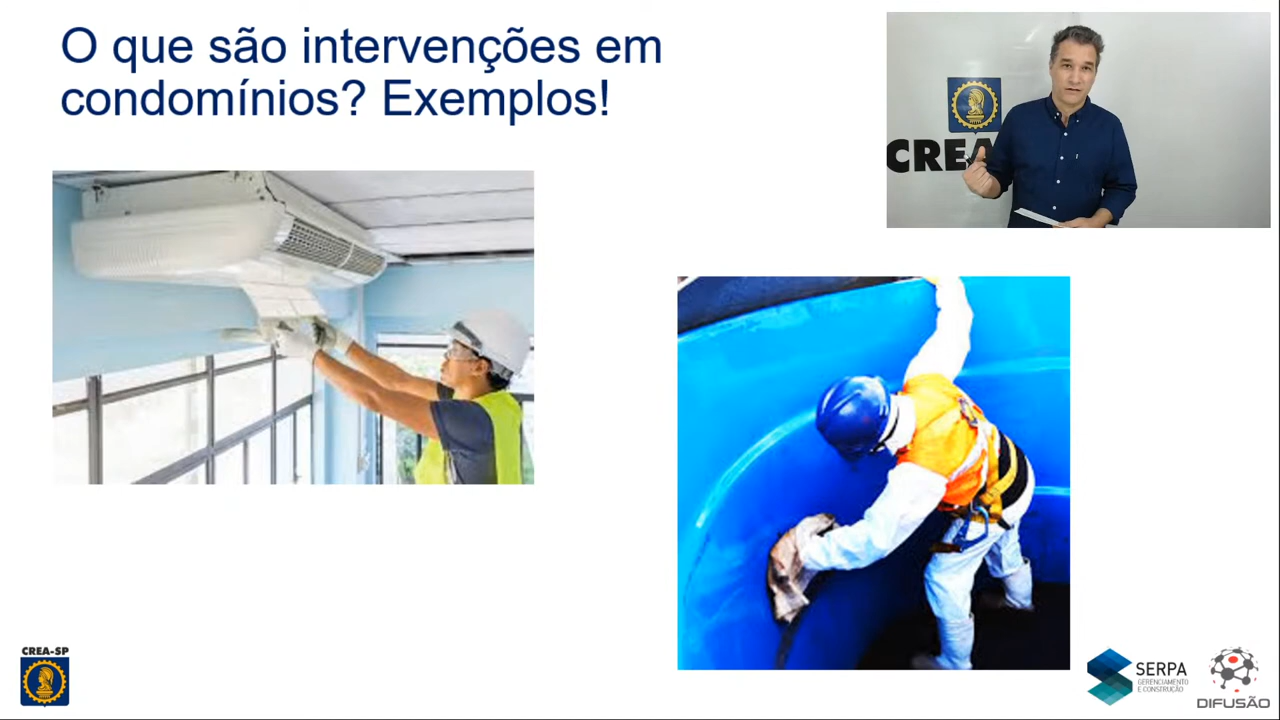 O que são intervenções em
condomínios? Exemplos!
CREA
CREA-SP
SERPA
GERENCIAMENTO
E CONSTRUÇÃO
DIFUSÃO